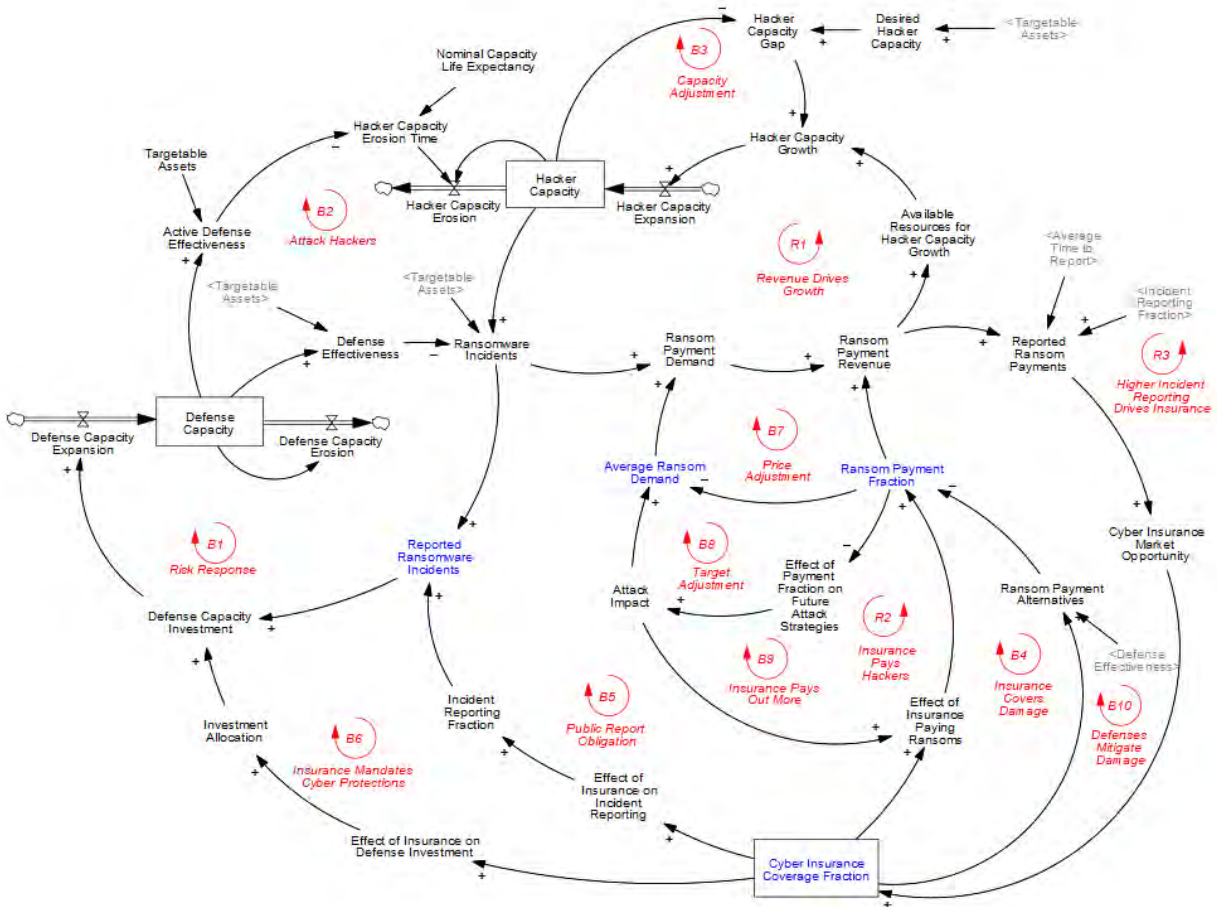 Hacker
Capacity
Gap
Desired
Hacker
Capacity
<Targetable
Assets>
B3
Capacity
Adjustment
Nominal Capacity
Life Expectancy
Hacker Capacity
Erosion Time
Hacker Capacity
Growth
Targetable
Assets
Hacker
Capacity
Hacker Capacity
Erosion
Hacker Capacity
Expansion
B2
Attack Hackers
Active Defense
Effectiveness
R1
Revenue Drives
Growth
Available
Resources for
Hacker Capacity
Growth
<Average
Time to
Report>
<Targetable
Assets>
<Targetable
Assets>
<Incident
Reporting
Fraction>
Defense
Effectiveness
Ransomware
Incidents
Ransom
Payment
Demand
Ransom
Payment
Revenue
Reported
Ransom
Payments
R3
Higher Incident
Reporting
Drives Insurance
Defense
Capacity
Defense Capacity
Expansion
Defense Capacity
Erosion
B7
Price
Adjustment
Average Ransom
Demand
Ransom Payment
Fraction
B1
Risk Response
Reported
Ransomware
Incidents
B8
Target
Adjustment
Effect of
Payment
Fraction on
Future
Attack
Strategies
Cyber Insurance
Market
Opportunity
Attack
Impact
Ransom Payment
Alternatives
Defense Capacity
Investment
R2
Insurance
Pays
Hackers
B9
Insurance Pays
Out More
B4
Insurance
Covers
Damage
<Defense
Effectiveness>
B10
Defenses
Mitigate
Damage
Incident
Reporting
Fraction
B5
Public Report
Obligation
Effect of
Insurance
Paying
Ransoms
Investment
Allocation
B6
Insurance Mandates
Cyber Protections
Effect of
Insurance on
Incident
Reporting
Effect of Insurance on
Defense Investment
Cyber Insurance
Coverage Fraction